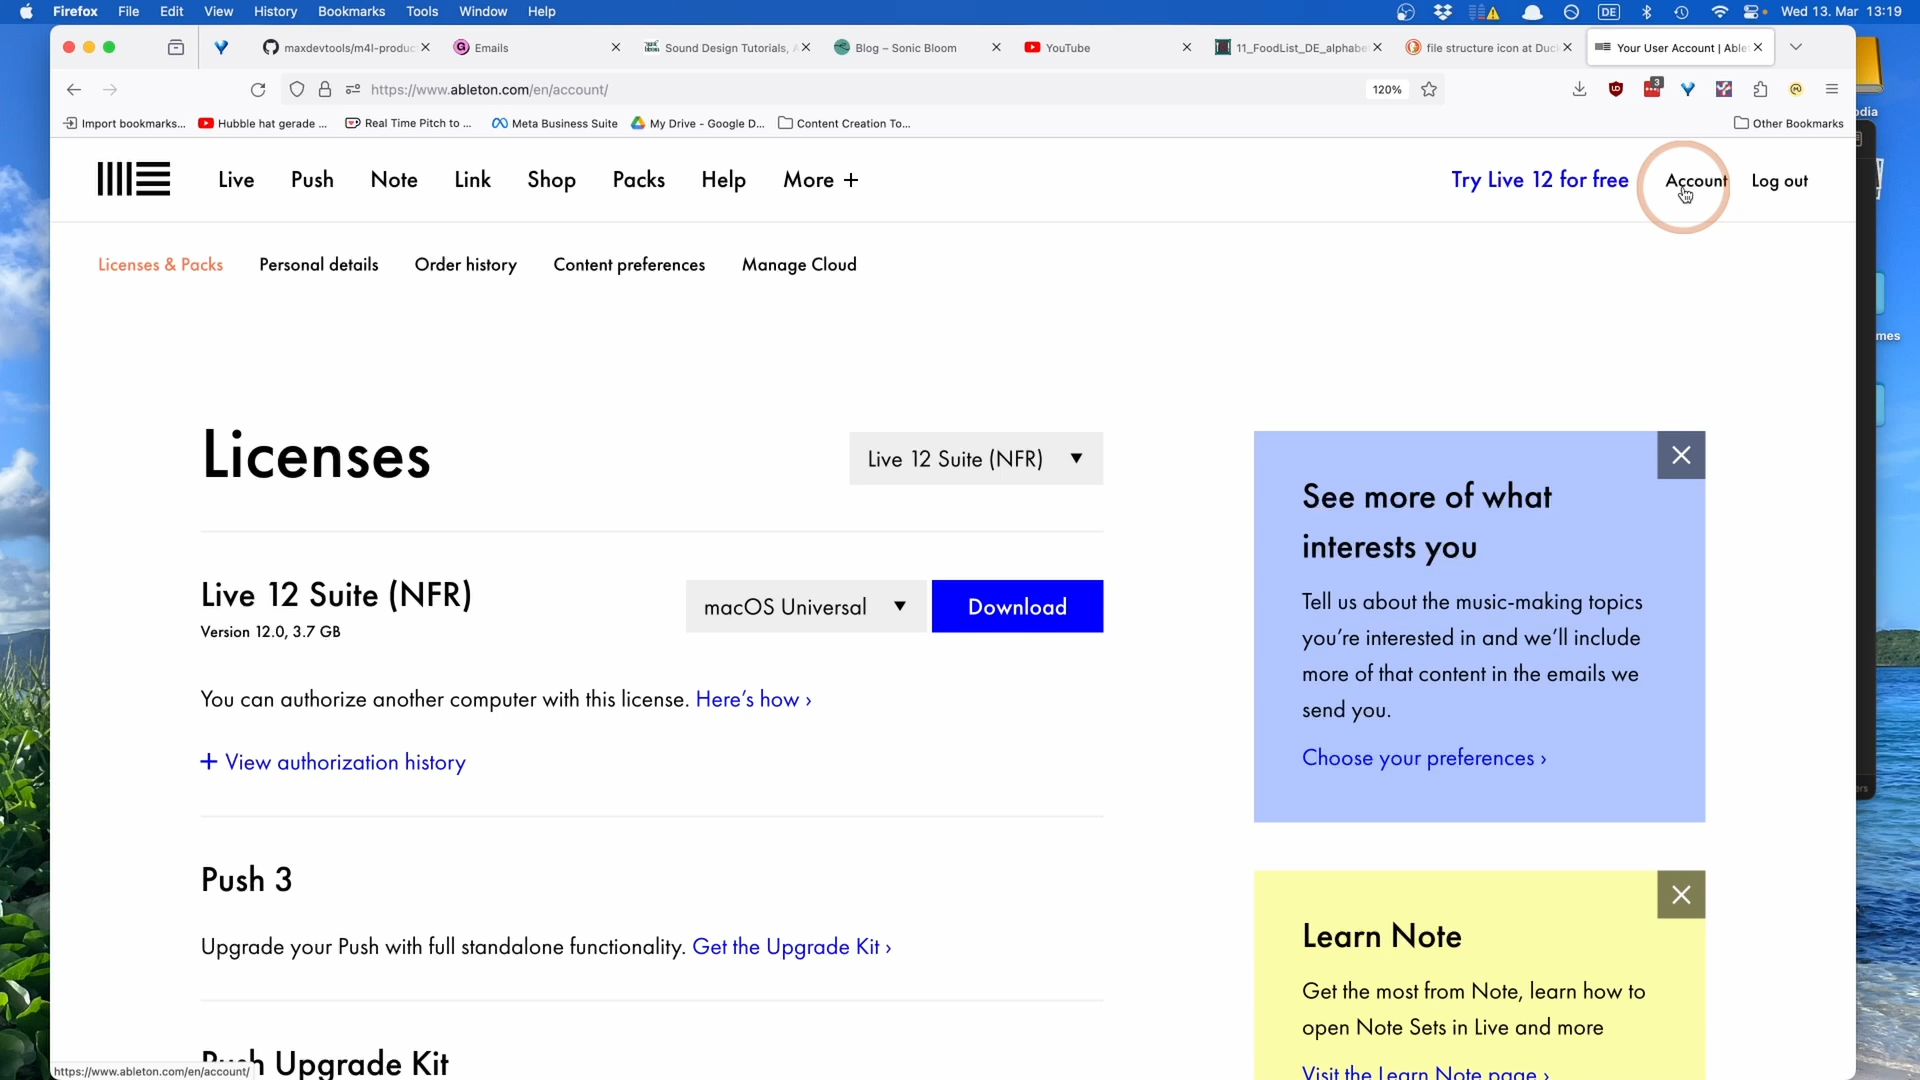 Firefox File Edit View History Bookmarks Tools Window Help DE Wed 13. Mar 13:19
maxdevtools/m4l-produc Emails Sound Design Tutorials, Blog – Sonic Bloom YouTube 11_FoodList_DE_alphabe file structure icon at Duc Your User Account | Able
https://www.ableton.com/en/account/ 120% 3
Import bookmarks... Hubble hat gerade ... Real Time Pitch to ... Meta Business Suite My Drive - Google D... Content Creation To... Other Bookmarks
Live Push Note Link Shop Packs Help More + Try Live 12 for free Account Log out
Licenses & Packs Personal details Order history Content preferences Manage Cloud
Licenses
Live 12 Suite (NFR)
Live 12 Suite (NFR)
Version 12.0, 3.7 GB
macOS Universal
Download
You can authorize another computer with this license. Here's how ›
+ View authorization history
Push 3
Upgrade your Push with full standalone functionality. Get the Upgrade Kit ›
Push Upgrade Kit
See more of what
interests you
Tell us about the music-making topics
you're interested in and we'll include
more of that content in the emails we
send you.
Choose your preferences ›
Learn Note
Get the most from Note, learn how to
open Note Sets in Live and more
Visit the Learn Note page ›
https://www.ableton.com/en/account/